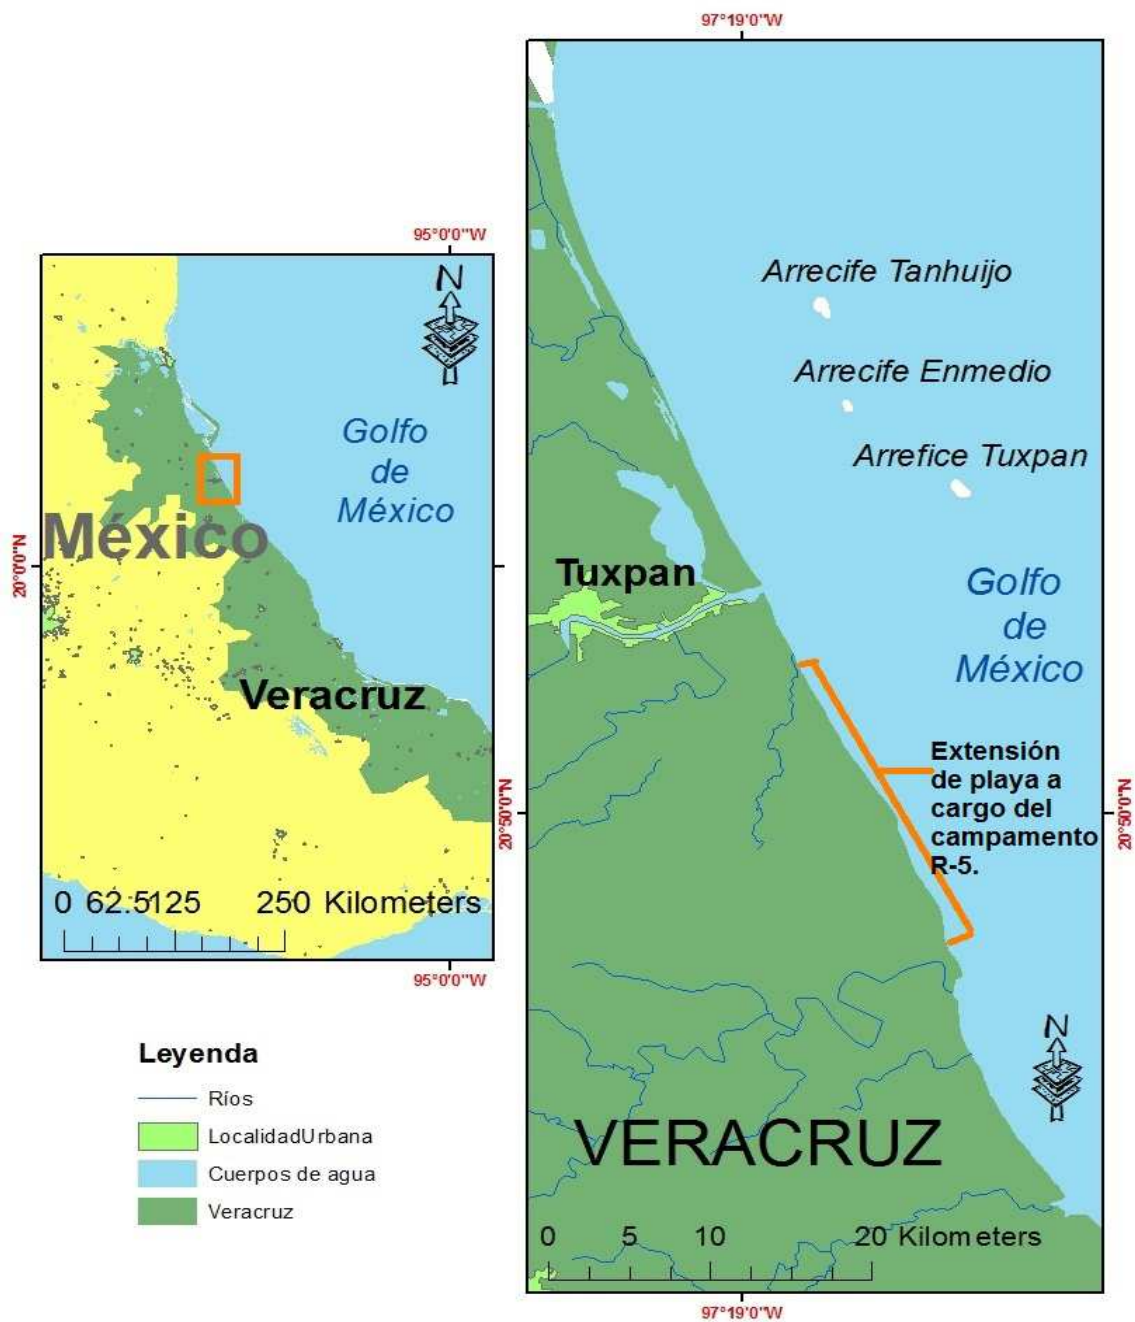 95°0'0"W
N
Golfo
de
México
México
20°0'0"N
Veracruz
0 62.5125 250 Kilometers
95°0'0"W
Leyenda
Ríos
LocalidadUrbana
Cuerpos de agua
Veracruz
97°19'0"W
Arrecife Tanhuijo
Arrecife Enmedio
Arrefice Tuxpan
Tuxpan
Golfo
de
México
Extensión
de playa a
cargo del
campamento
R-5.
20°50'0"N
20°50'0"N
N
VERACRUZ
0 5 10 20 Kilometers
97°19'0"W